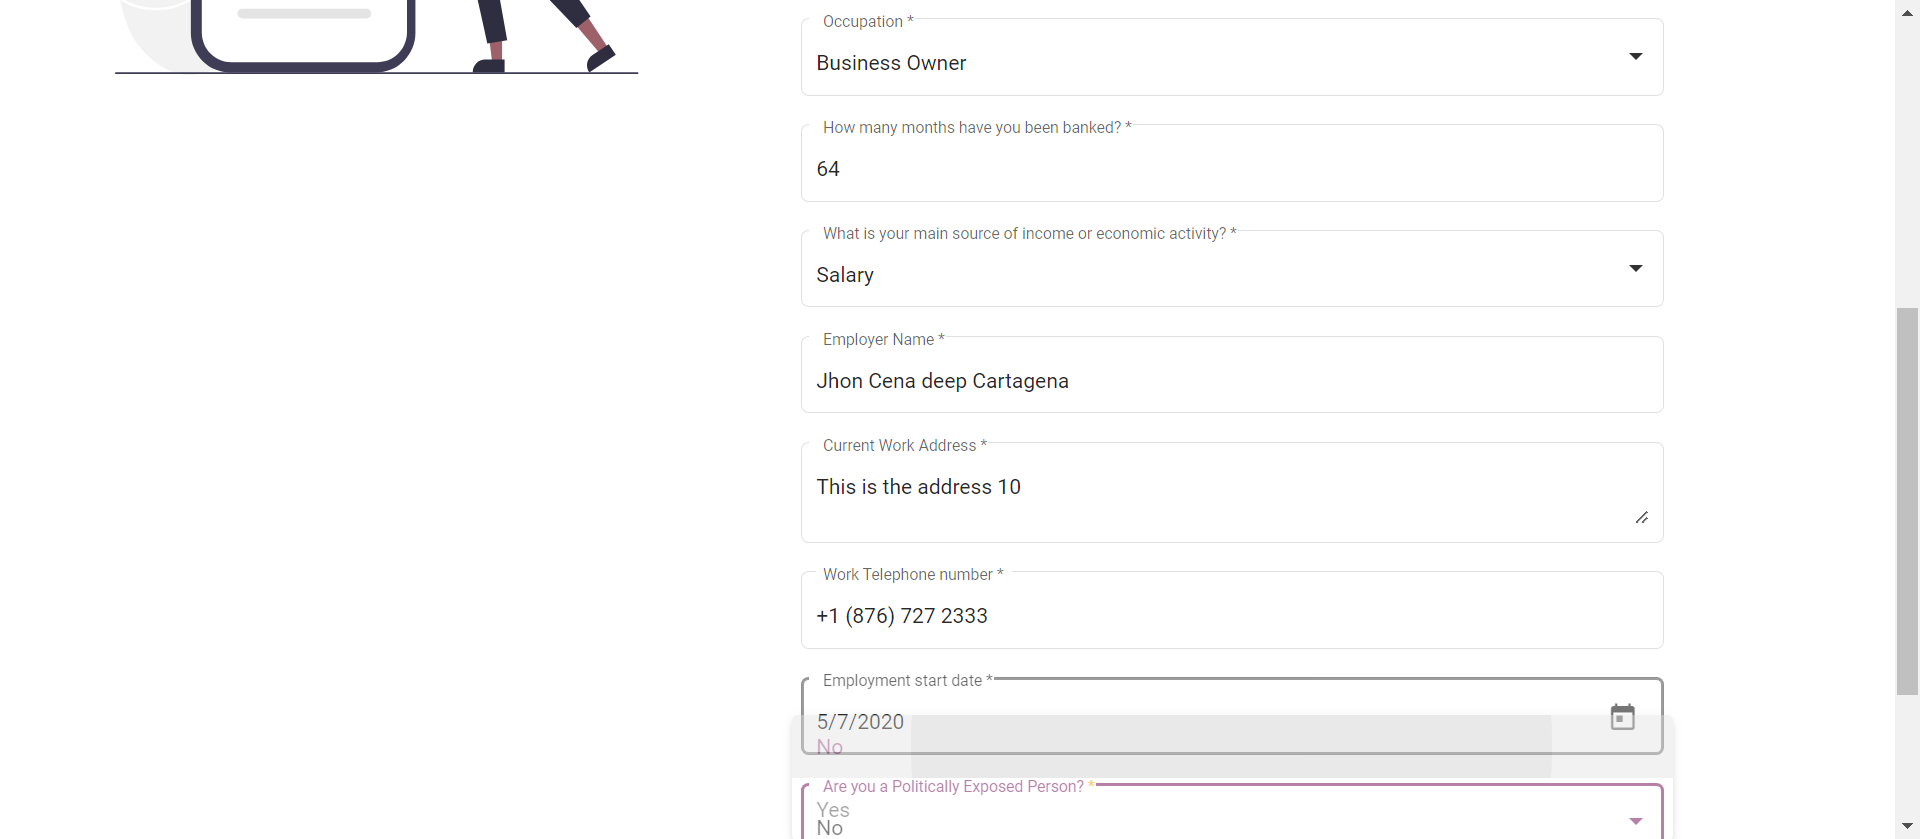 Occupation *
Business Owner
How many months have you been banked? *
64
What is your main source of income or economic activity? *
Salary
Employer Name *
Jhon Cena deep Cartagena
Current Work Address *
This is the address 10
Work Telephone number *
+1 (876) 727 2333
Employment start date *
5/7/2020
No
Are you a Politically Exposed Person? *
Yes
No